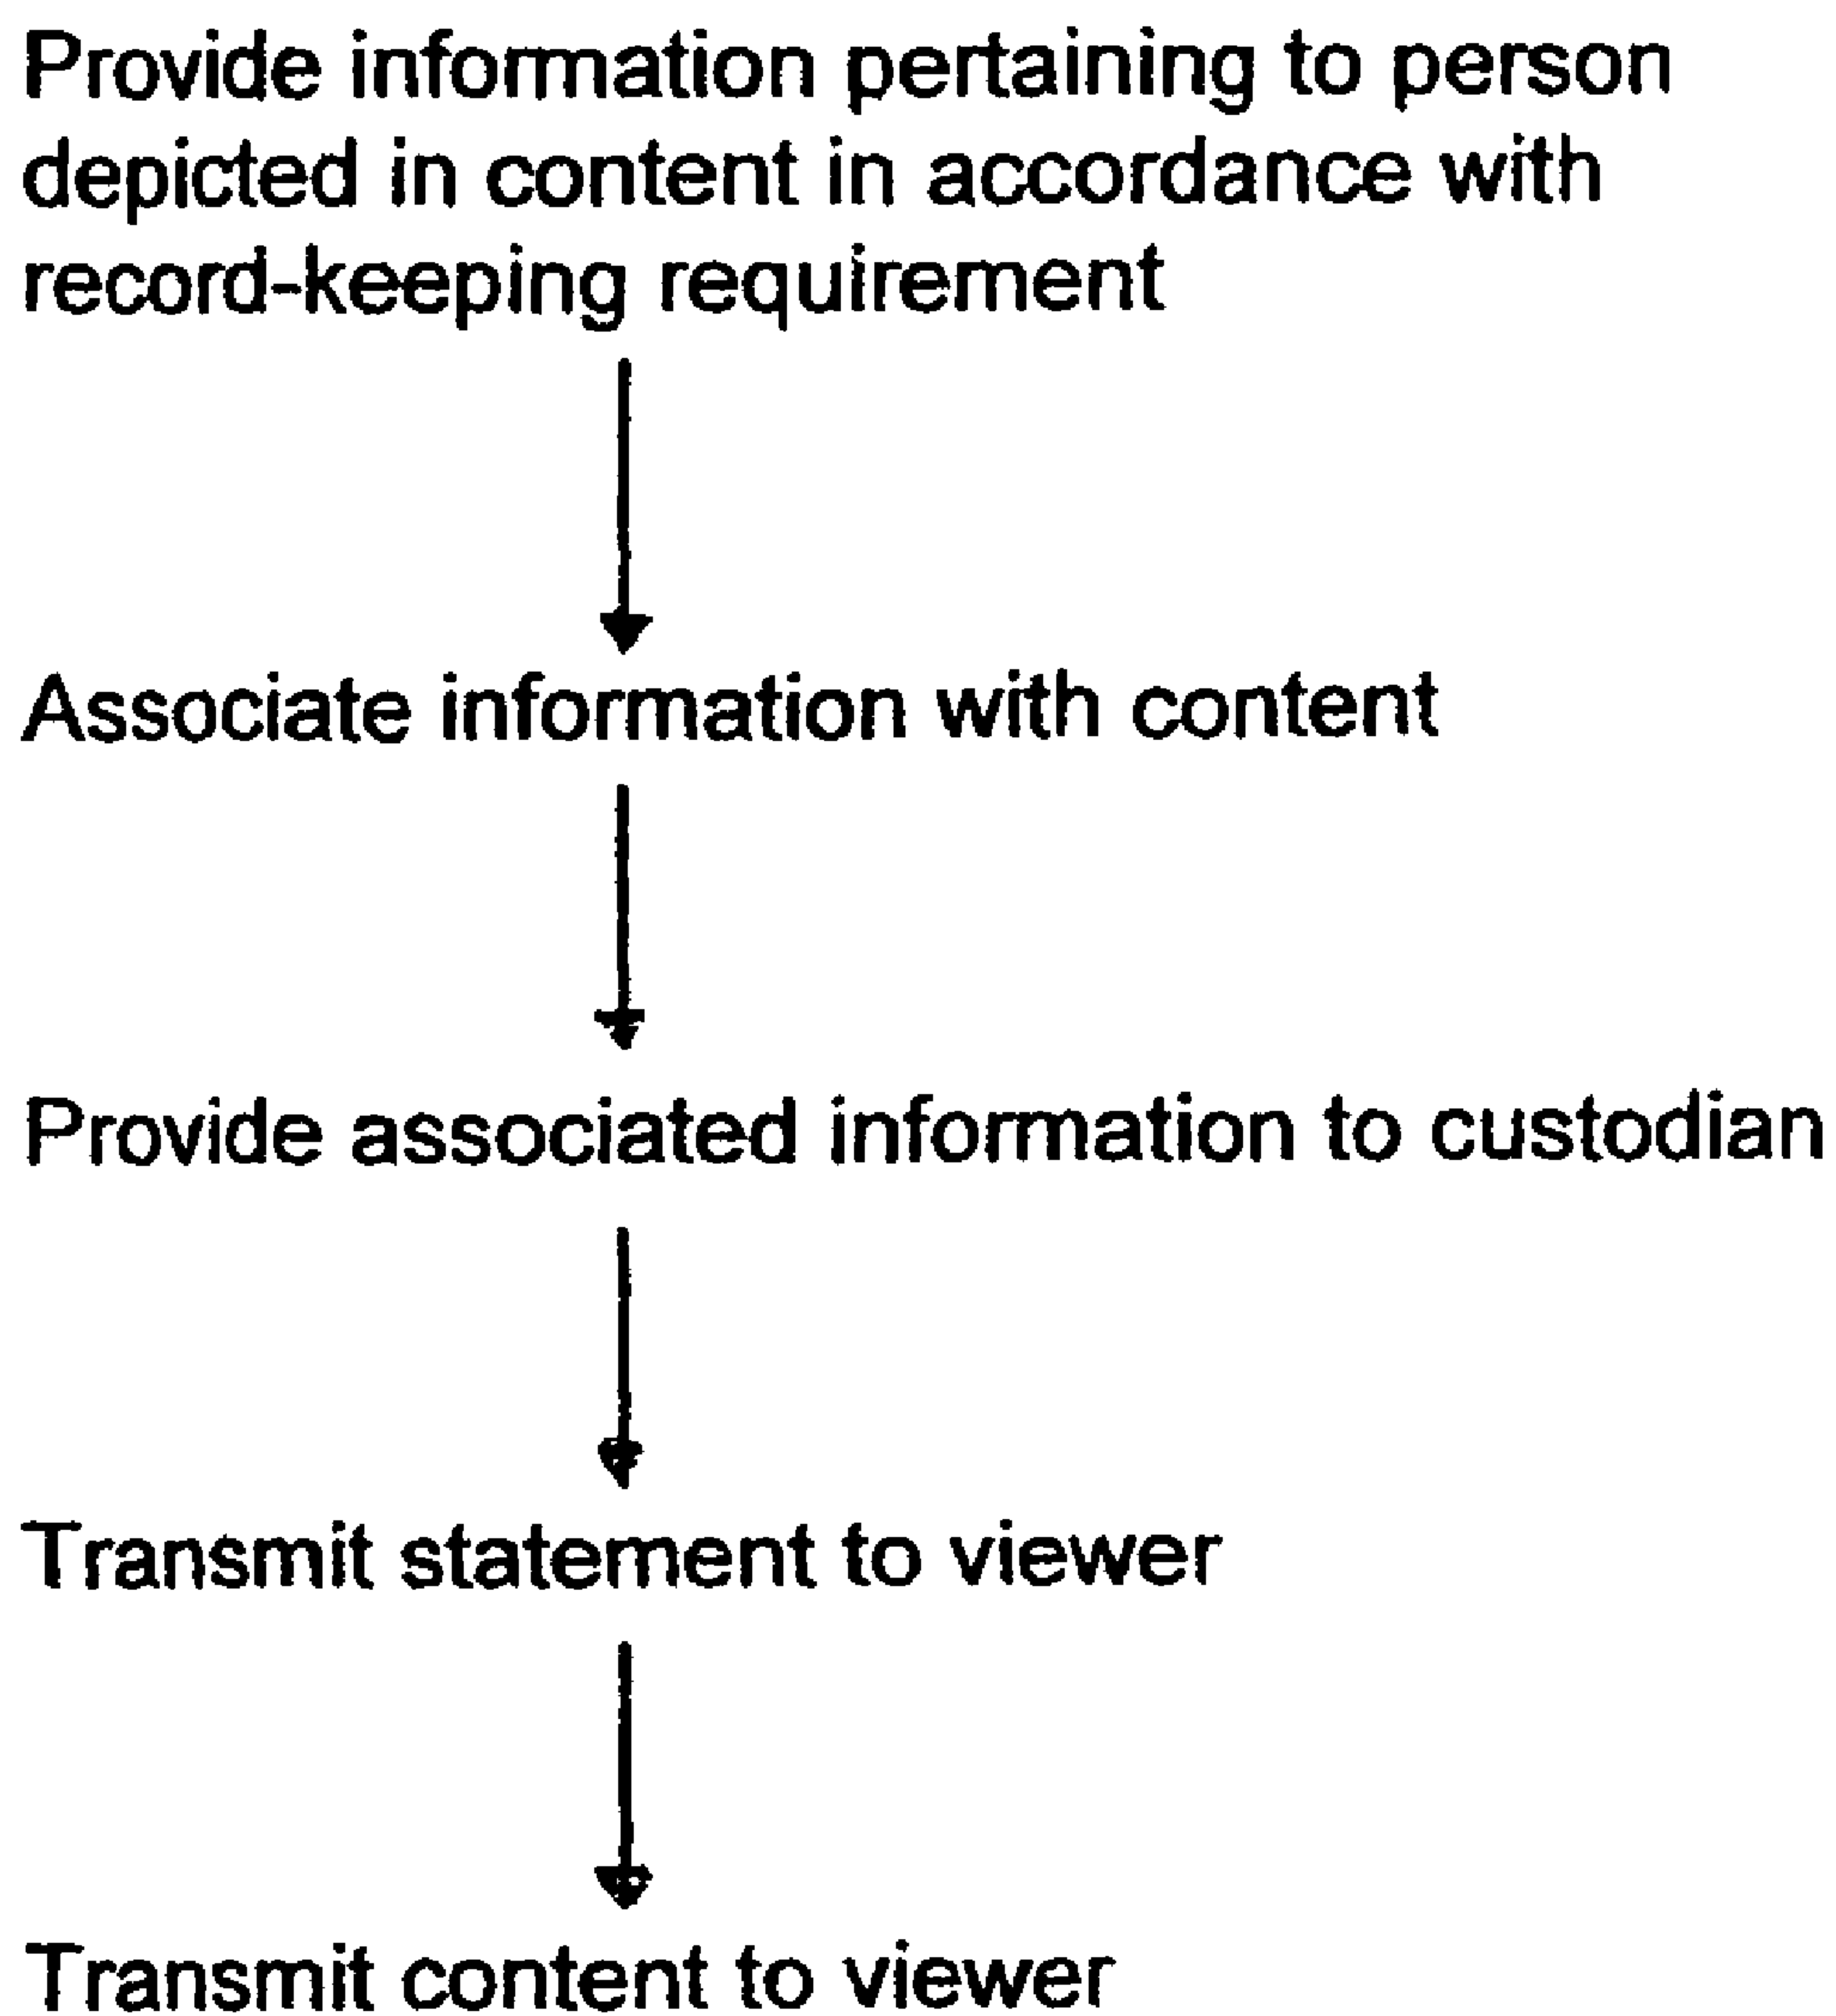 Provide information pertaining to person
depicted in content in accordance with
record-keeping requirement
Associate information with content
Provide associated information to custodian
Transmit statement to viewer
Transmit content to viewer